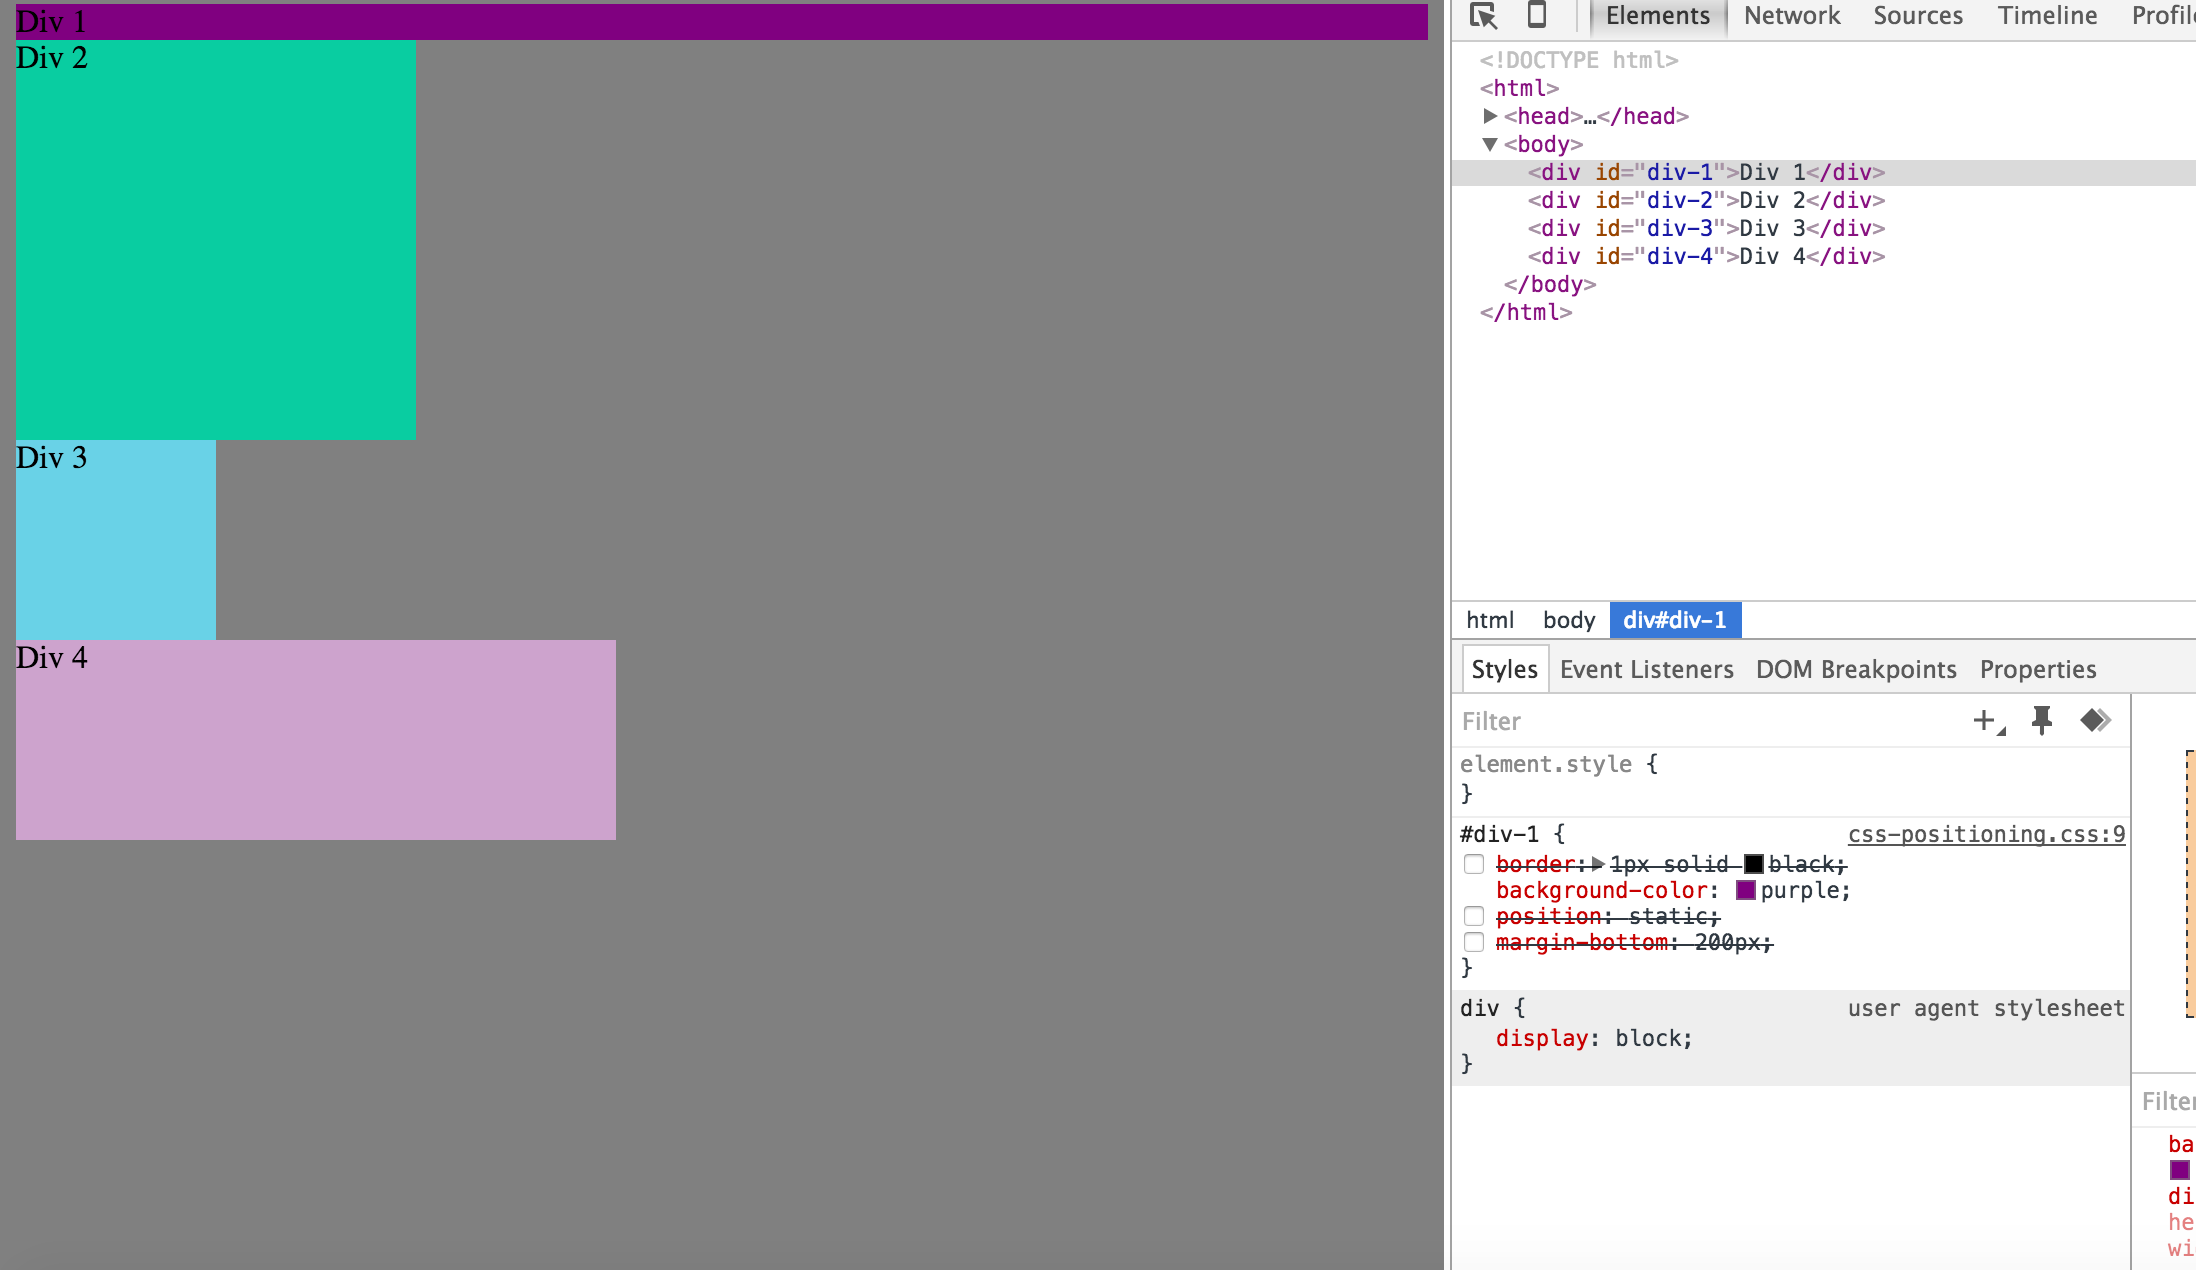 Div 1
Div 2
Div 3
Div 4
Elements Network Sources Timeline
<!DOCTYPE html>
<html>
<head>…</head>
<body>
<div id="div-1">Div 1</div>
<div id="div-2">Div 2</div>
<div id="div-3">Div 3</div>
<div id="div-4">Div 4</div>
</body>
</html>
html body div#div-1
Styles Event Listeners DOM Breakpoints Properties
Filter
element.style {
}
#div-1 { css-positioning.css:9
border: 1px solid black;
background-color: purple;
position: static;
margin-bottom: 200px;
}
div { user agent stylesheet
display: block;
}
Filter
ba
di
he
wi